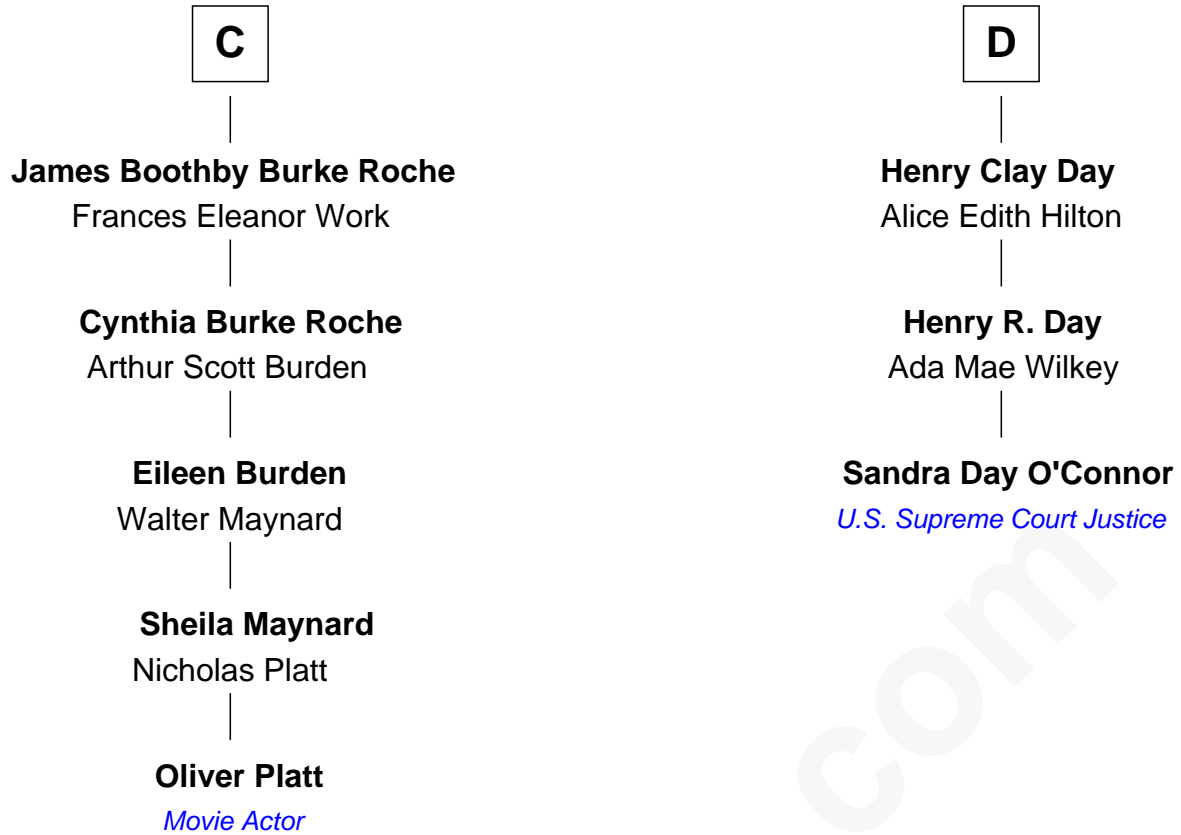 C
James Boothby Burke Roche
Frances Eleanor Work
Cynthia Burke Roche
Arthur Scott Burden
Eileen Burden
Walter Maynard
Sheila Maynard
Nicholas Platt
Oliver Platt
Movie Actor
D
Henry Clay Day
Alice Edith Hilton
Henry R. Day
Ada Mae Wilkey
Sandra Day O'Connor
U.S. Supreme Court Justice
com